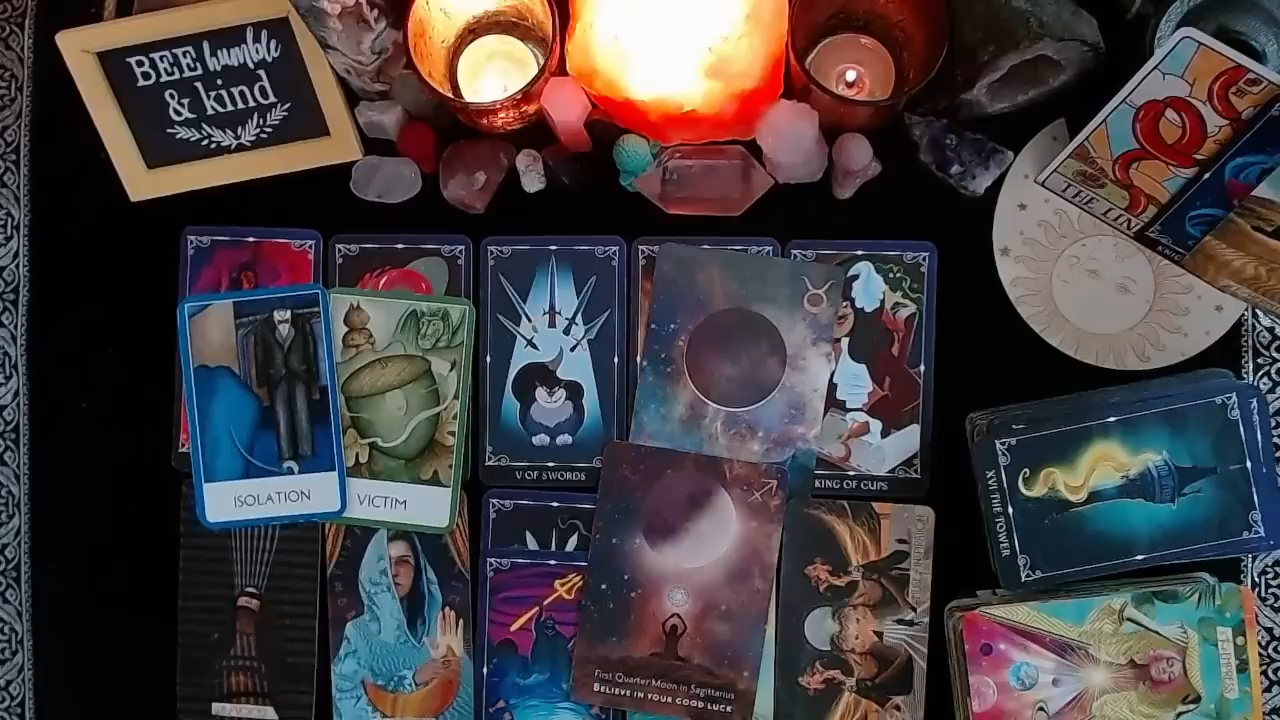 BEE humble
& kind
THE LIN
ISOLATION
VICTIM
V OF SWORDS
KING OF CUPS
XVI THE TOWER
First Quarter Moon in Sagittarius
BELIEVE IN YOUR GOOD LUCK